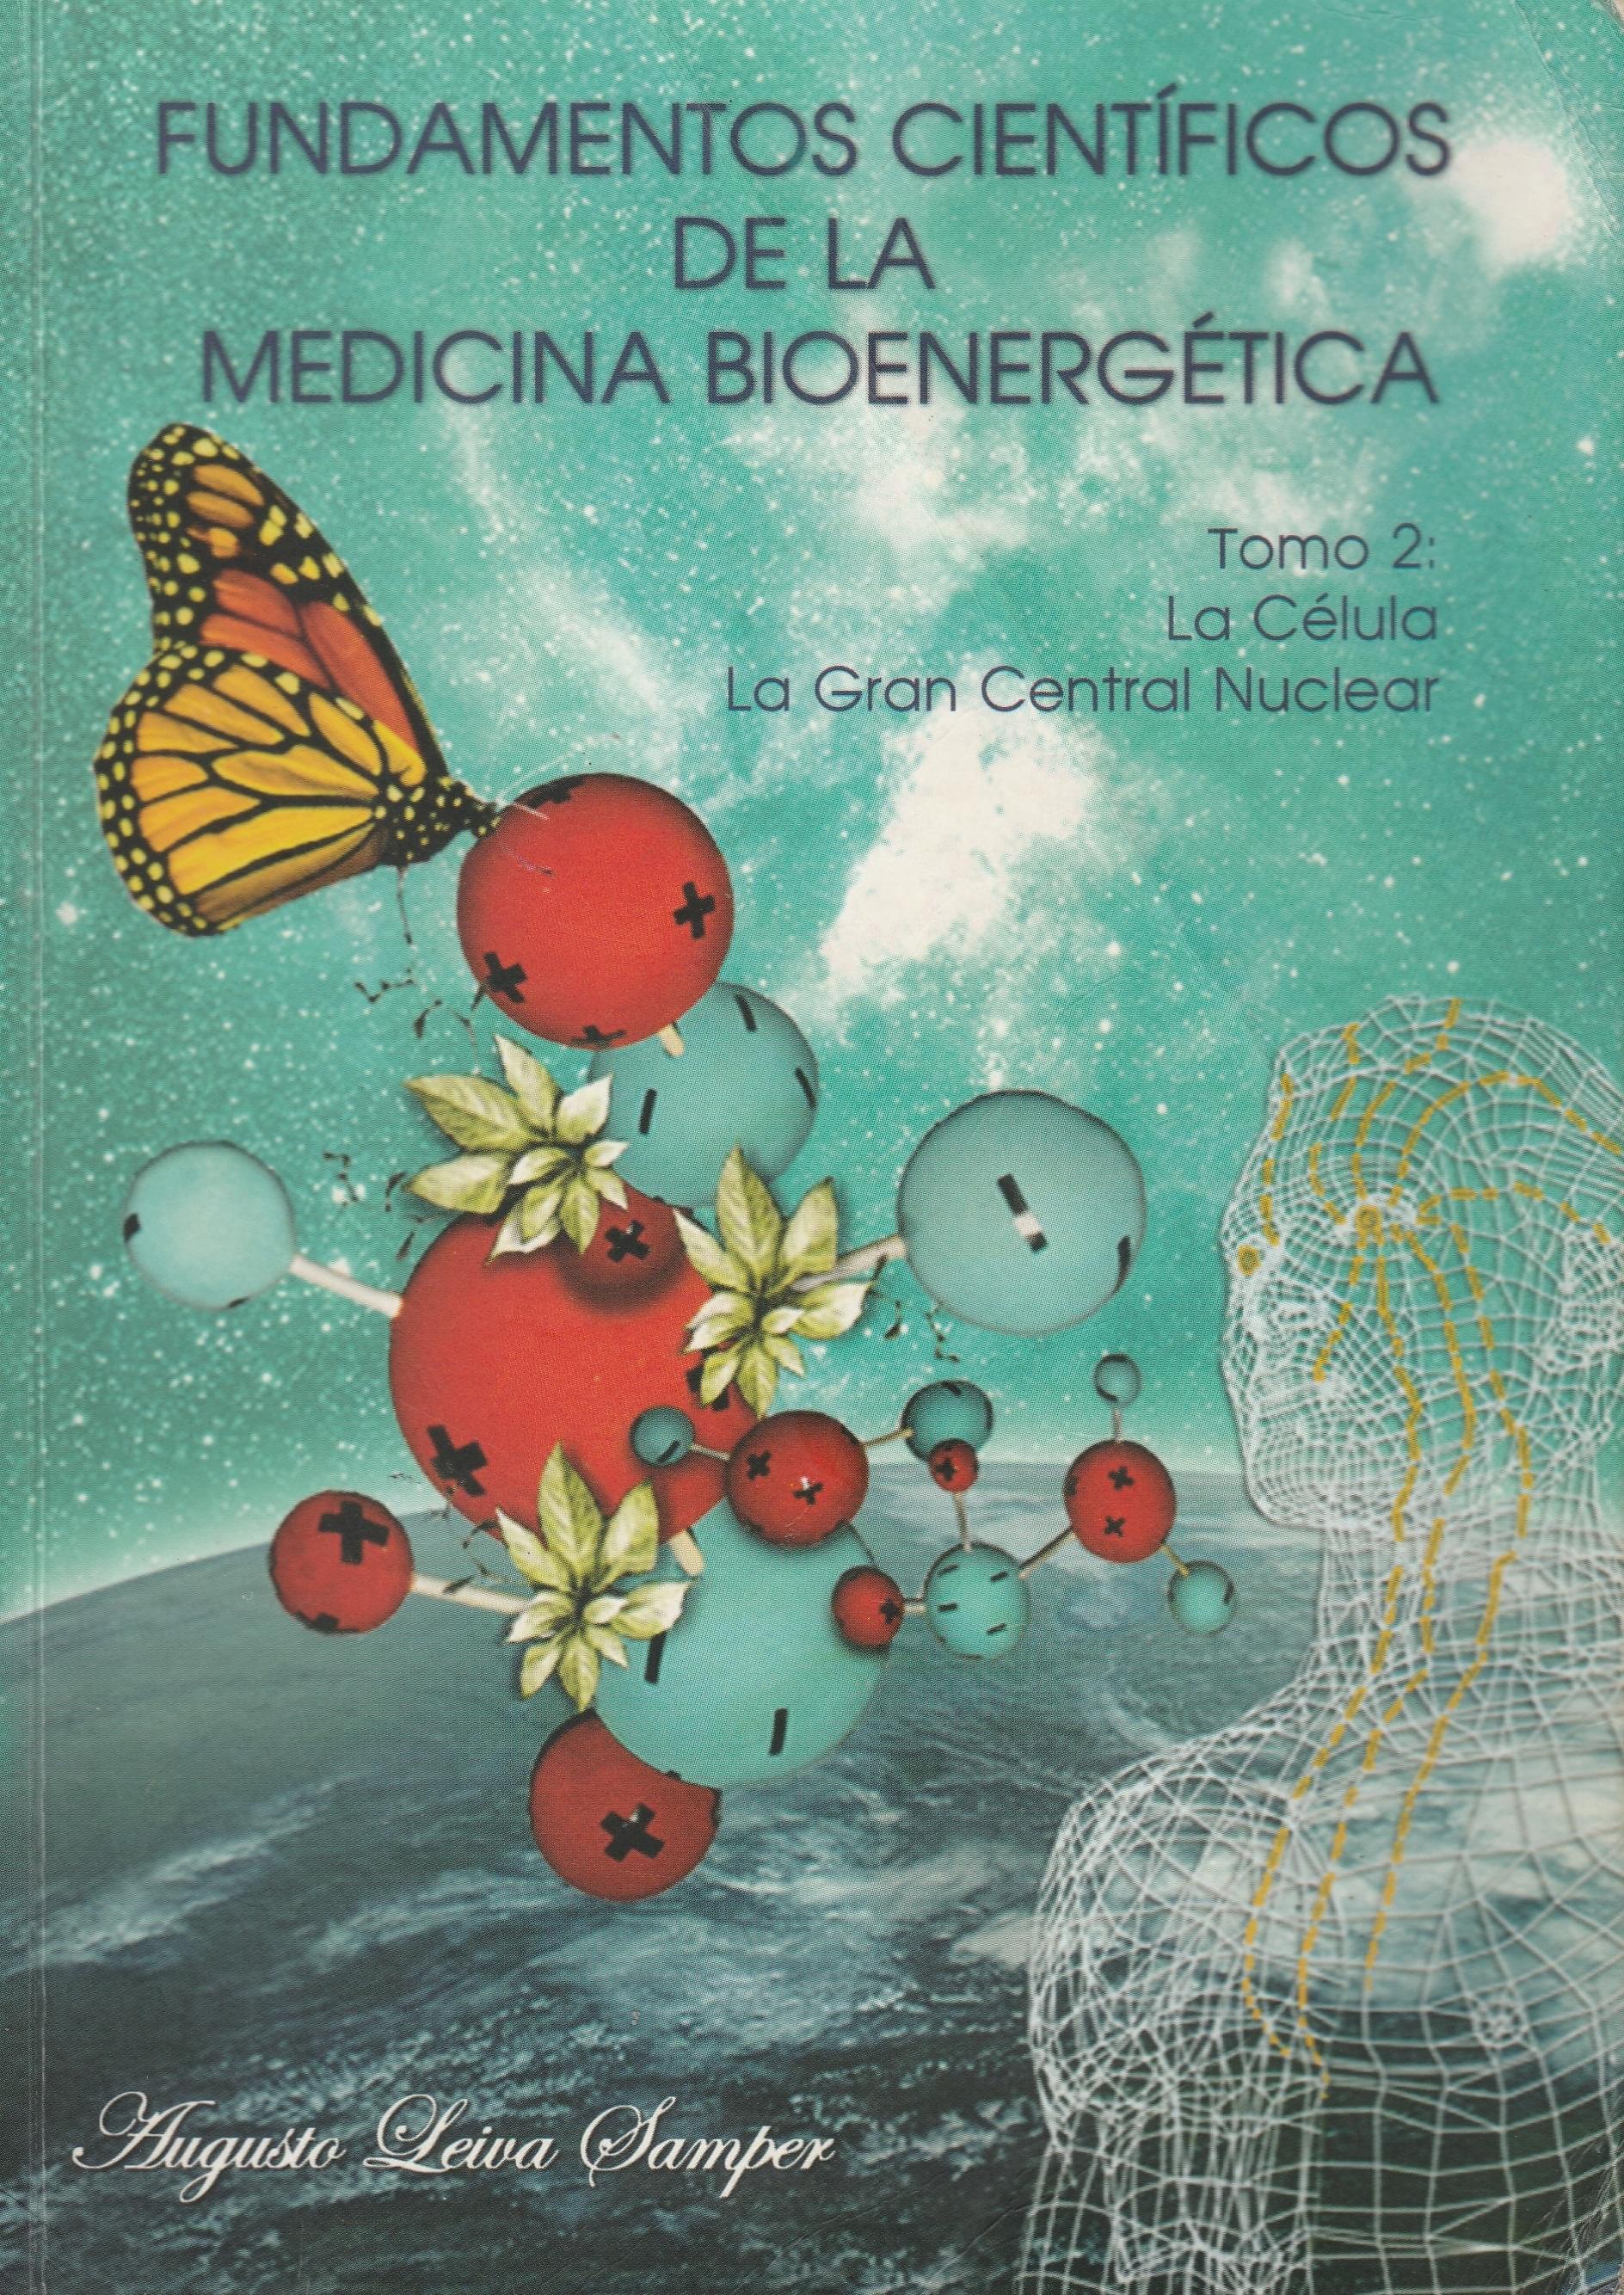 FUNDAMENTOS CIENTÍFICOS
DE LA
MEDICINA BIOENERGÉTICA
Tomo 2:
La Célula
La Gran Central Nuclear
Augusto Leiva Samper